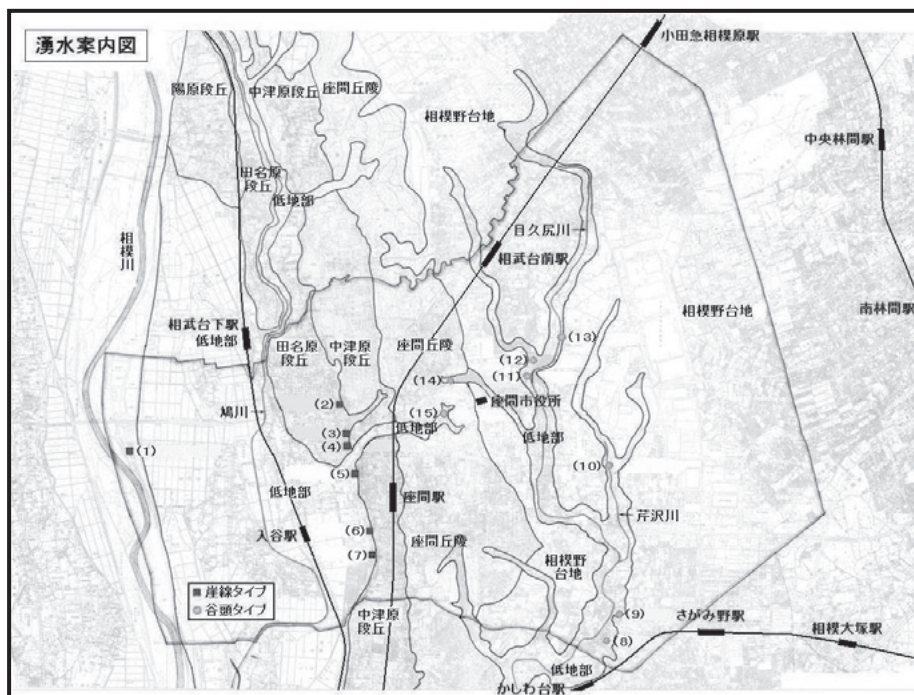 湧水案内図
小田急相模原駅
陽原段丘
中津原段丘
座間丘陵
相模野台地
中央林間駅
田名原
段丘
低地部
目久尻川
相模川
相武台前駅
相模野台地
南林間駅
相武台下駅
低地部
田名原
段丘
中津原
段丘
座間丘陵
(13)
(12)
(11)
(14)
座間市役所
(2)
(15)
鳩川
(3)
低地部
(4)
低地部
(1)
(10)
(5)
低地部
座間駅
芹沢川
入谷駅
(6)
座間丘陵
(7)
相模野
台地
崖線タイプ
谷頭タイプ
中津原
段丘
(9)
さがみ野駅
(8)
相模大塚駅
低地部
かしわ台駅